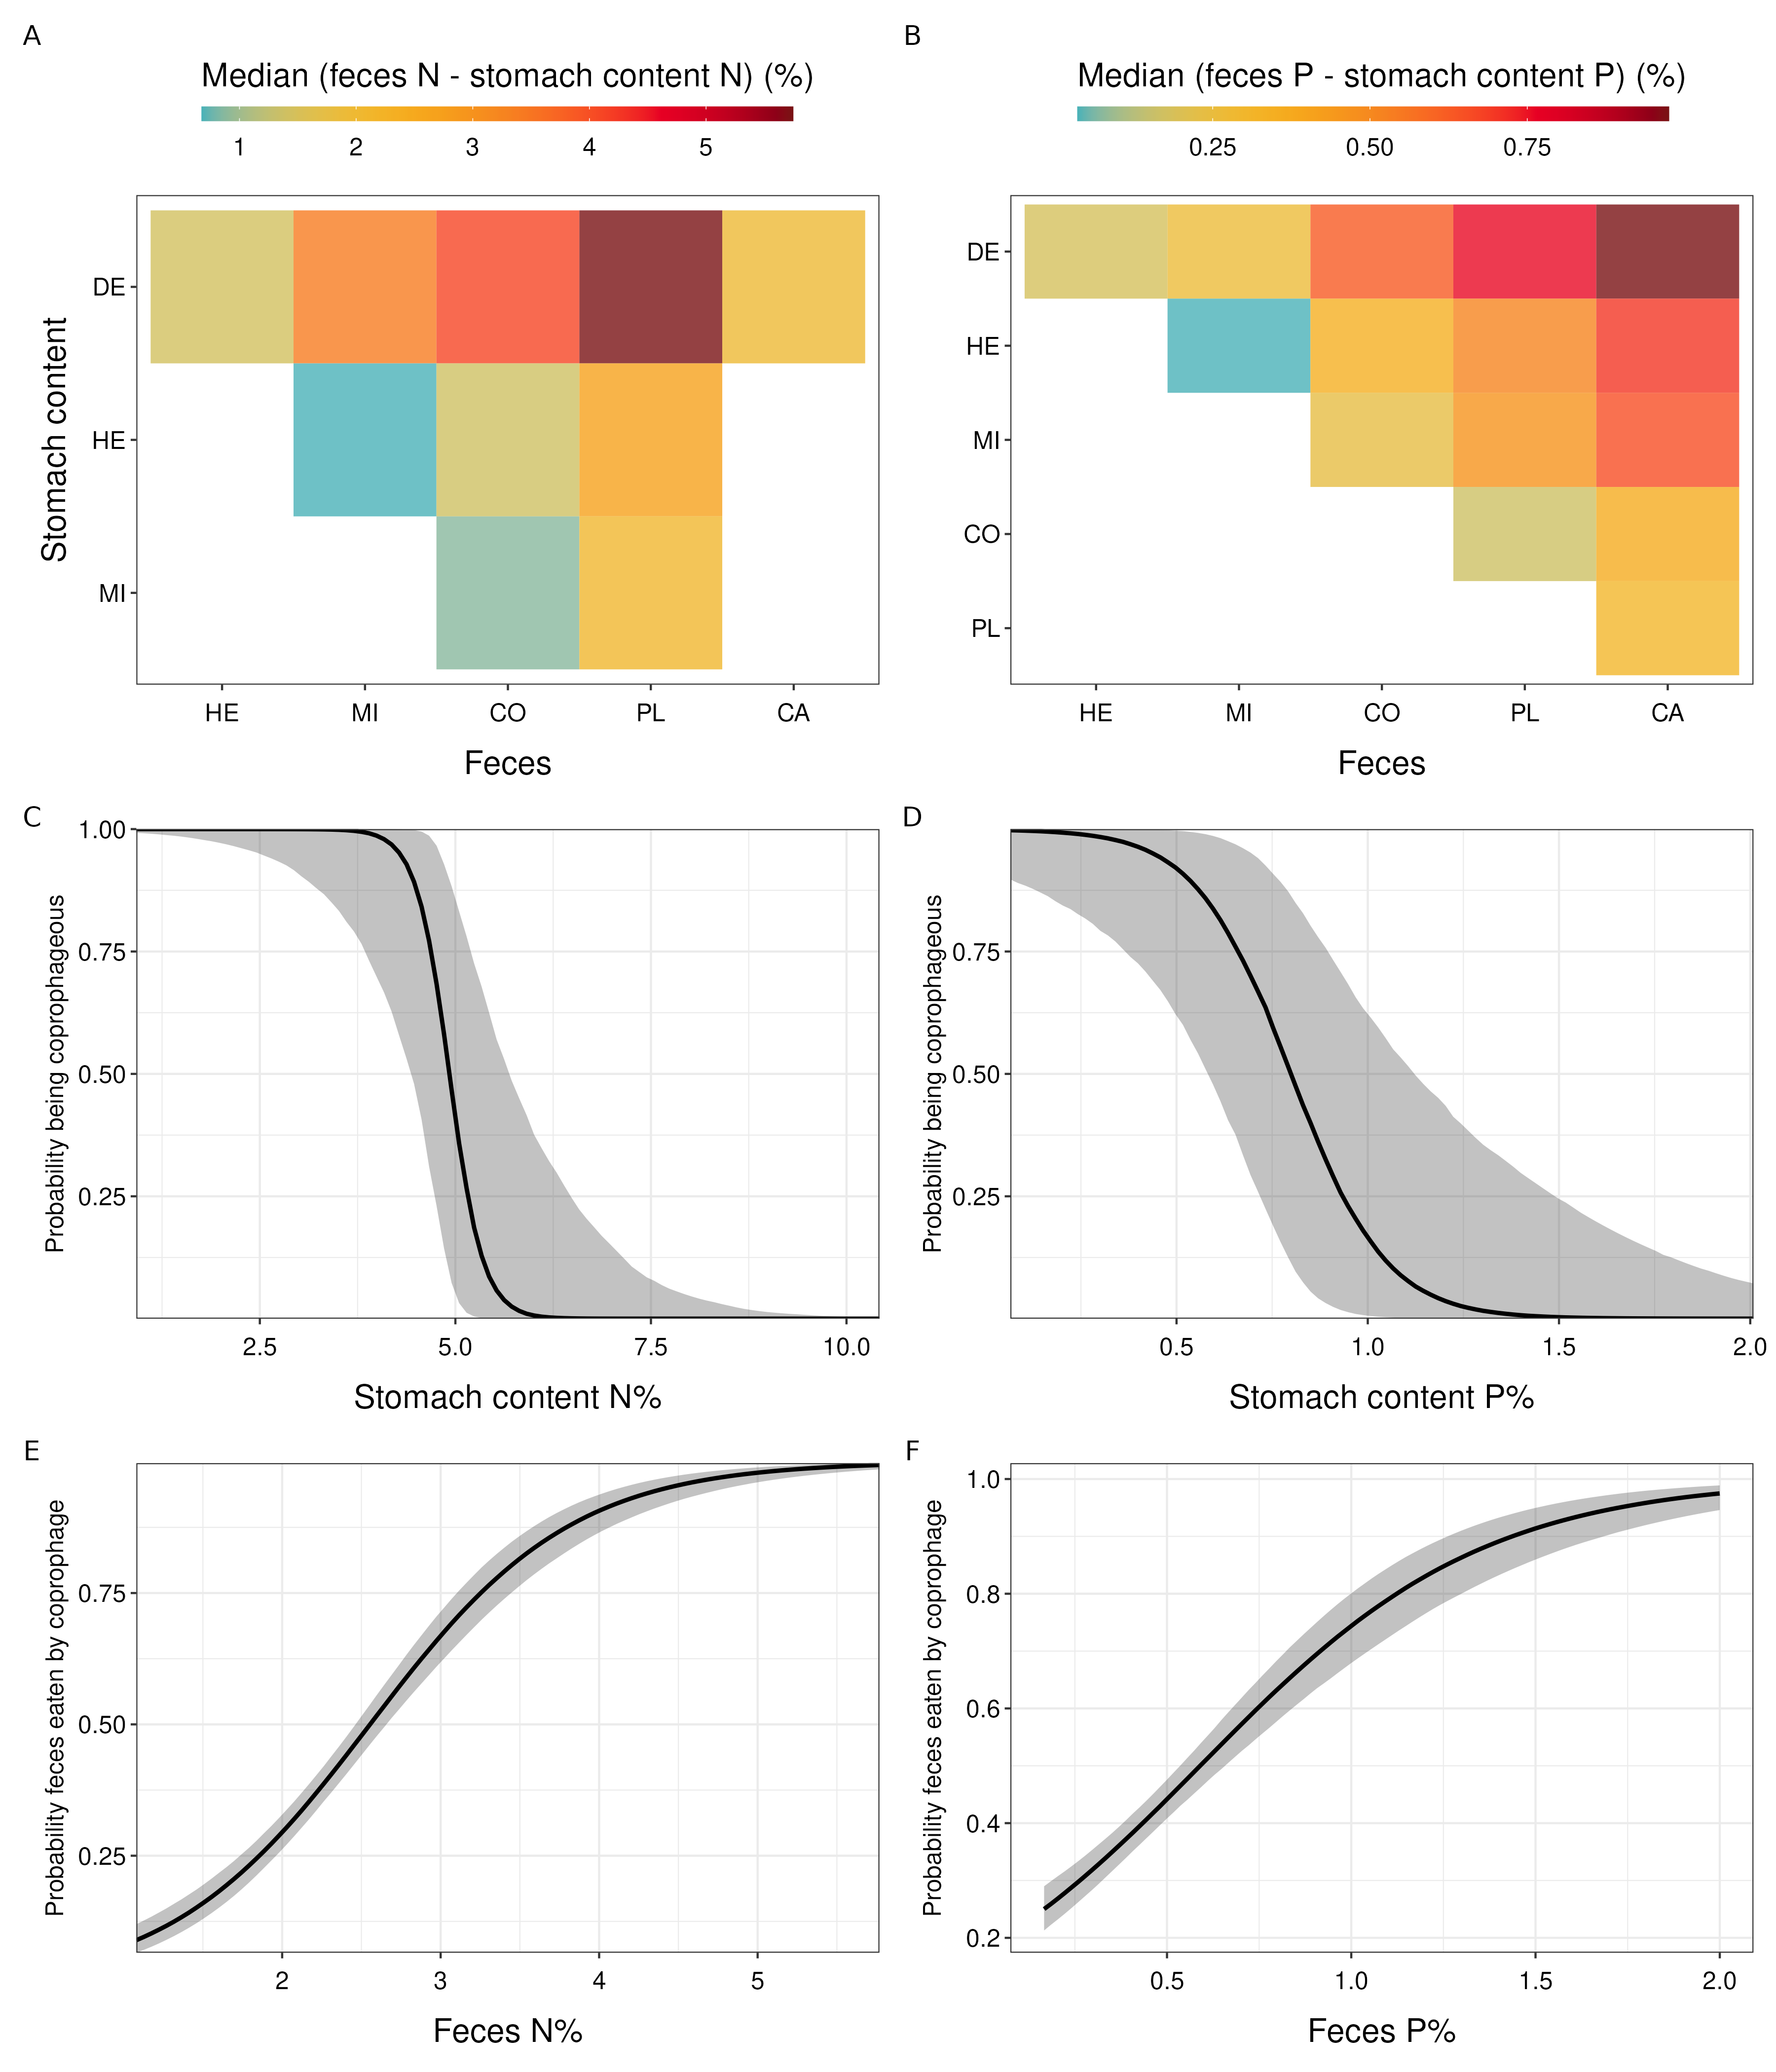 A
Median (feces N - stomach content N) (%)
1 2 3 4 5
Stomach content
DE
HE
MI
HE MI CO PL CA
Feces
B
Median (feces P - stomach content P) (%)
0.25 0.50 0.75
DE
HE
MI
CO
PL
HE MI CO PL CA
Feces
C
Probability being coprophageous
1.00
0.75
0.50
0.25
2.5 5.0 7.5 10.0
Stomach content N%
D
Probability being coprophageous
0.75
0.50
0.25
0.5 1.0 1.5 2.0
Stomach content P%
E
Probability feces eaten by coprophage
0.75
0.50
0.25
2 3 4 5
Feces N%
F
Probability feces eaten by coprophage
1.0
0.8
0.6
0.4
0.2
0.5 1.0 1.5 2.0
Feces P%